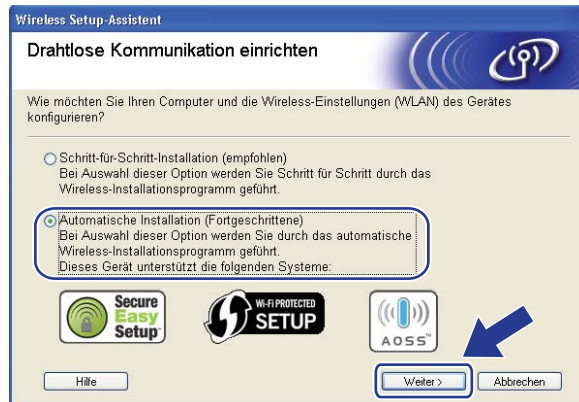 Wireless Setup-Assistent
Drahtlose Kommunikation einrichten
Wie möchten Sie Ihren Computer und die Wireless-Einstellungen (WLAN) des Gerätes
konfigurieren?
Schritt-für-Schritt-Installation (empfohlen)
Bei Auswahl dieser Option werden Sie Schritt für Schritt durch das
Wireless-Installationsprogramm geführt.
Automatische Installation (Fortgeschrittene)
Bei Auswahl dieser Option werden Sie durch das automatische
Wireless-Installationsprogramm geführt.
Dieses Gerät unterstützt die folgenden Systeme:
Secure
Easy
Setup™
WI-FI PROTECTED
SETUP
AOSS™
Hilfe
Weiter >
Abbrechen